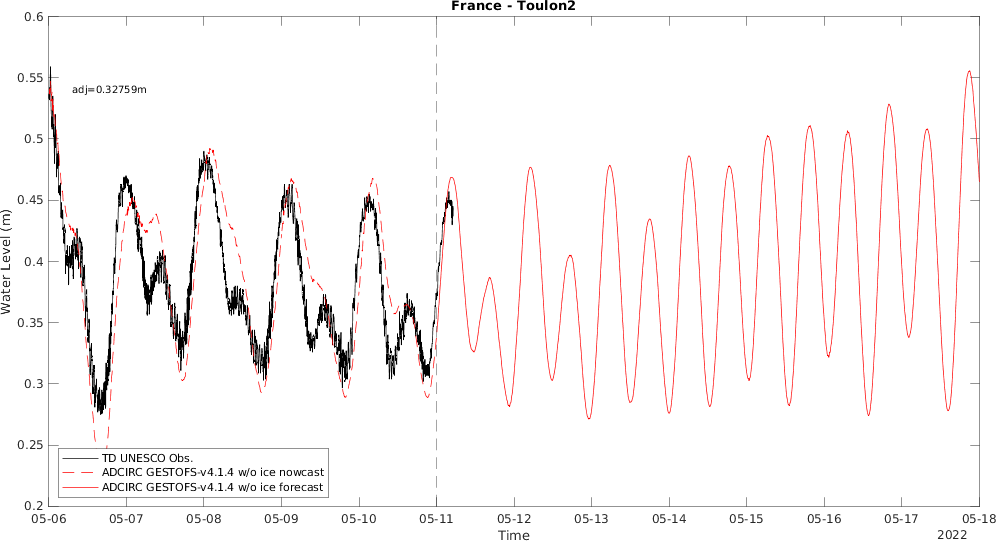 France - Toulon2
0.6
0.55
0.5
0.45
0.4
0.35
0.3
0.25
0.2
Water Level (m)
adj=0.32759m
TD UNESCO Obs.
ADCIRC GESTOFS-v4.1.4 w/o ice nowcast
ADCIRC GESTOFS-v4.1.4 w/o ice forecast
05-06 05-07 05-08 05-09 05-10 05-11 05-12 05-13 05-14 05-15 05-16 05-17 05-18
Time
2022